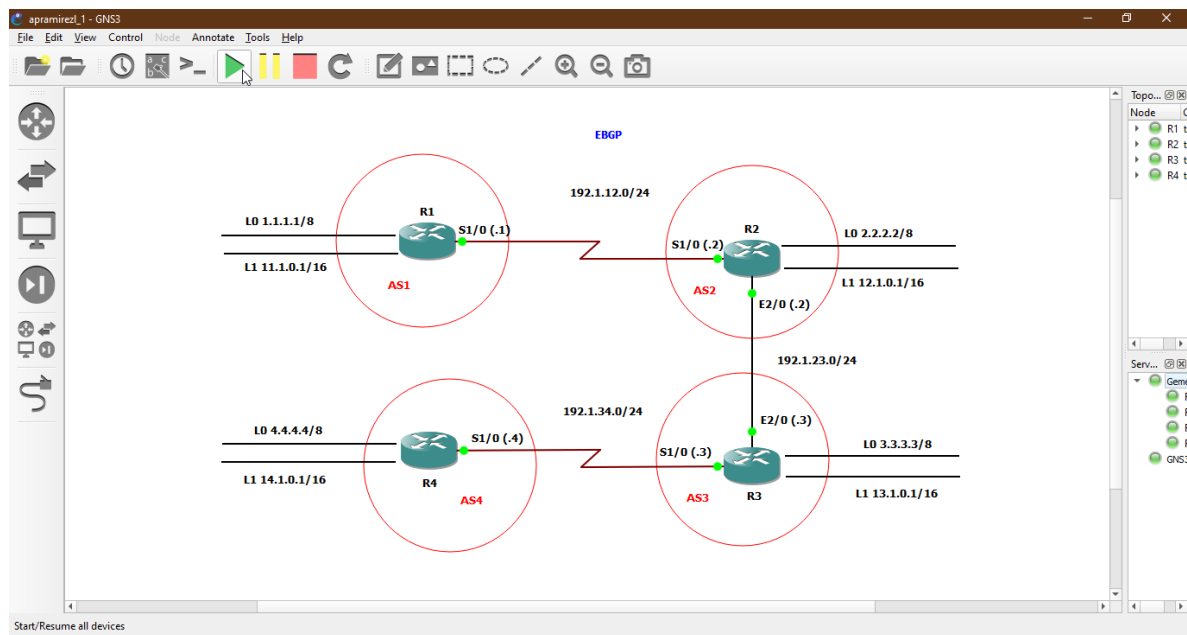 apramirezl_1 - GNS3
File Edit View Control Node Annotate Tools Help
Topo...
Node
R1 t
R2 t
R3 t
R4 t
EBGP
192.1.12.0/24
L0 1.1.1.1/8
R1
S1/0 (.1)
L1 11.1.0.1/16
AS1
R2
S1/0 (.2)
L0 2.2.2.2/8
L1 12.1.0.1/16
AS2
E2/0 (.2)
192.1.23.0/24
192.1.34.0/24
L0 4.4.4.4/8
S1/0 (.4)
L1 14.1.0.1/16
R4
AS4
E2/0 (.3)
S1/0 (.3)
L0 3.3.3.3/8
AS3
R3
L1 13.1.0.1/16
Serv...
GNS3
Start/Resume all devices